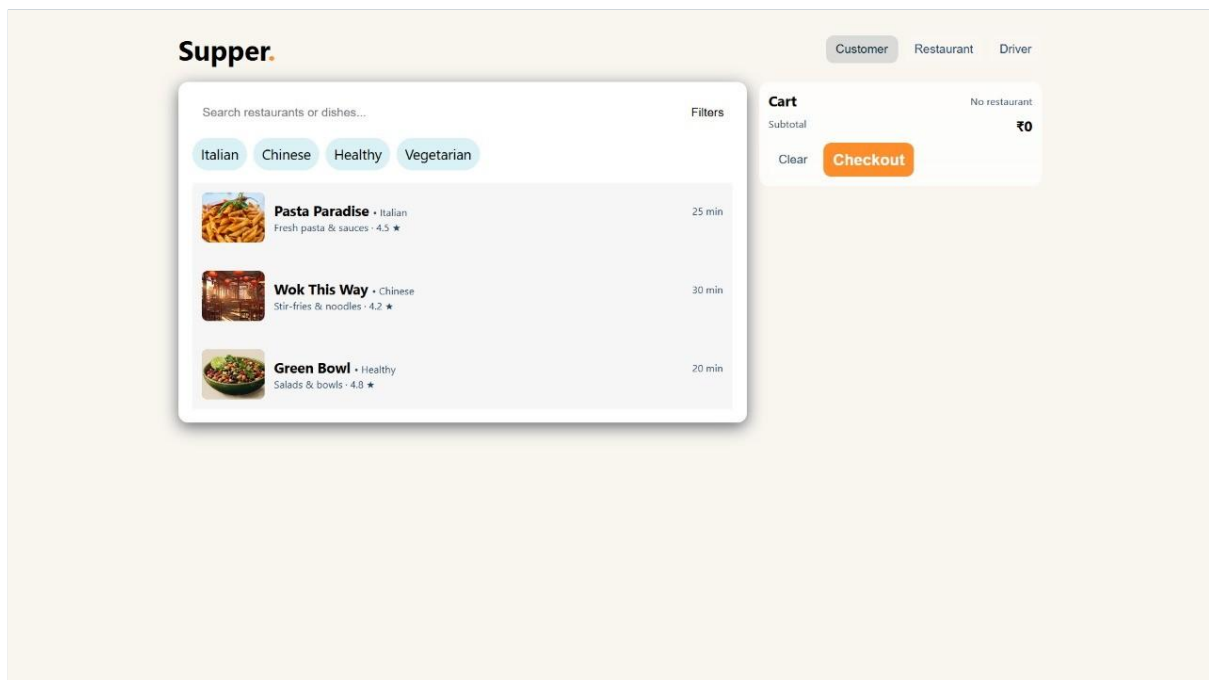 Supper.
Customer Restaurant Driver
Search restaurants or dishes... Filters
Italian Chinese Healthy Vegetarian
Pasta Paradise • Italian
Fresh pasta & sauces · 4.5 ★
25 min
Wok This Way • Chinese
Stir-fries & noodles · 4.2 ★
30 min
Green Bowl • Healthy
Salads & bowls · 4.8 ★
20 min
Cart No restaurant
Subtotal ₹0
Clear Checkout